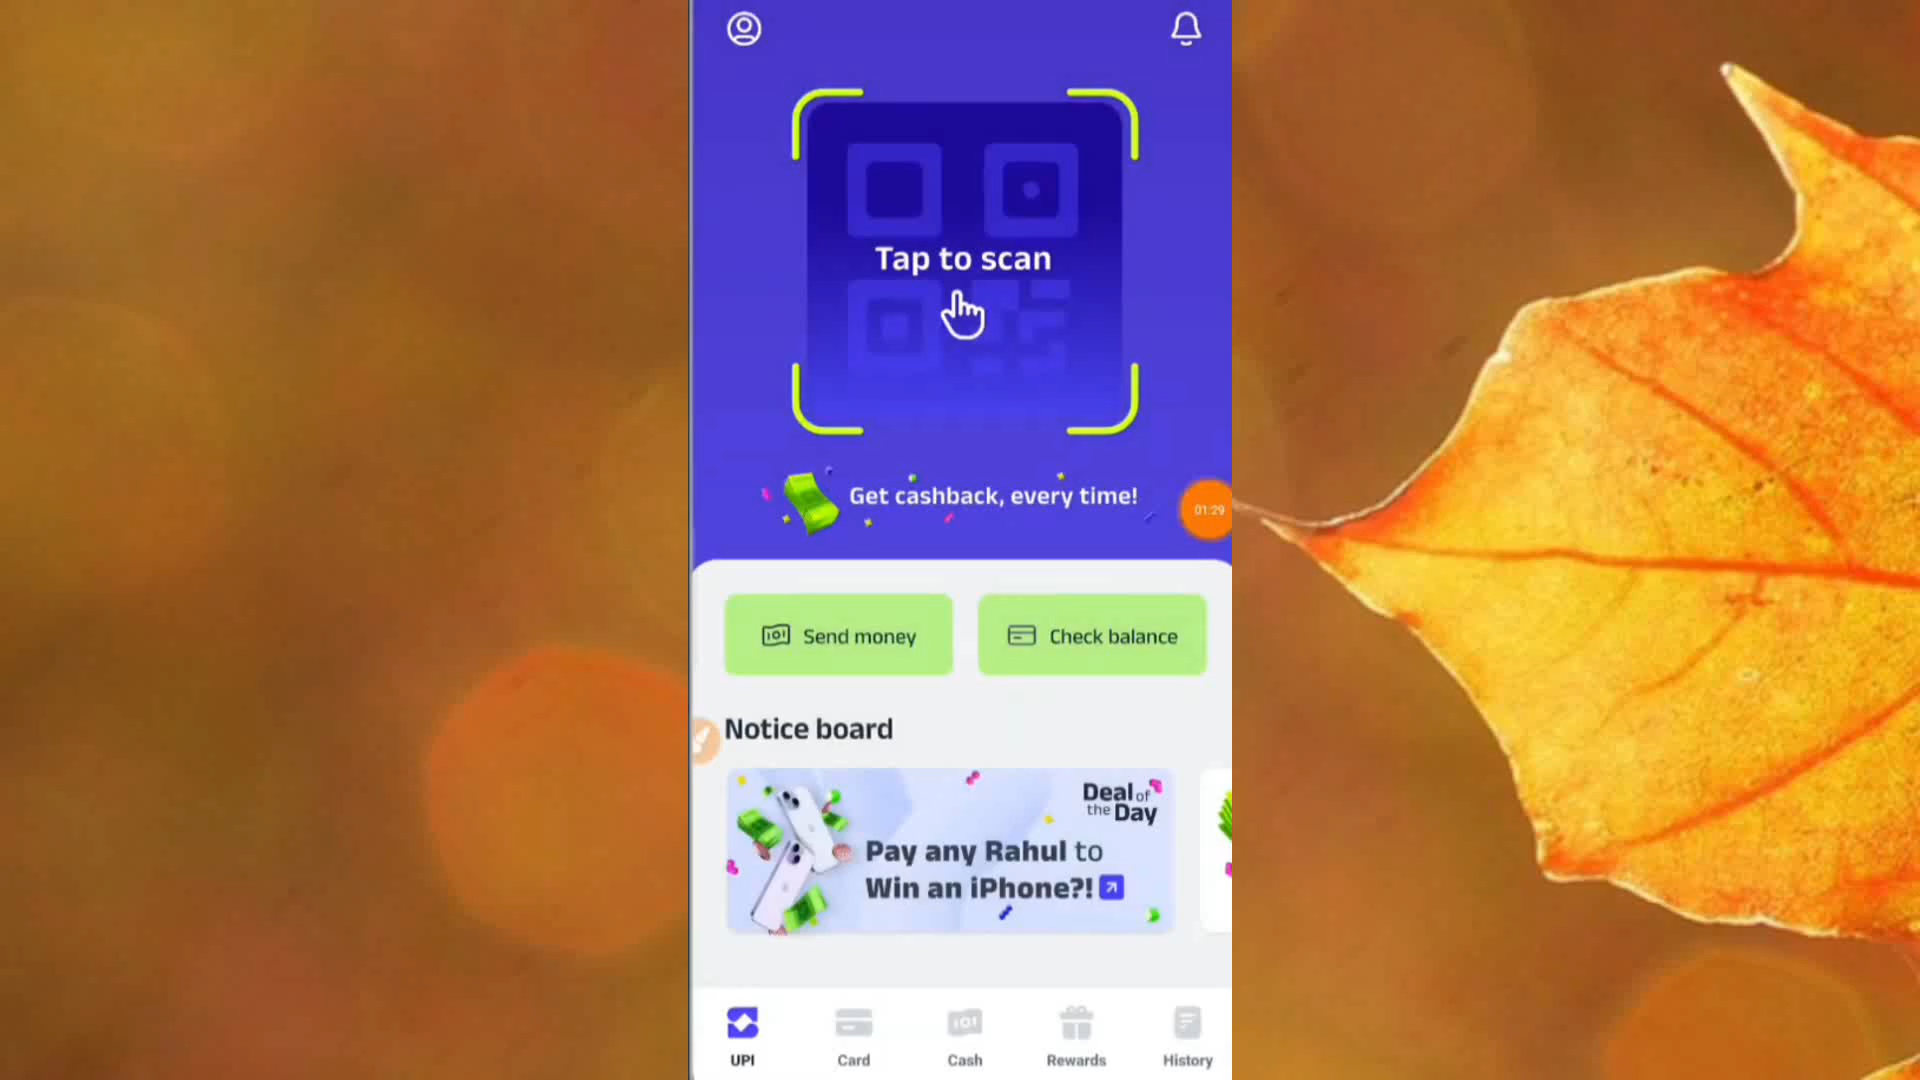 Tap to scan
Get cashback, every time!
01:29
Send money
Check balance
Notice board
Deal of
the Day
Pay any Rahul to
Win an iPhone?!
UPI
Card
Cash
Rewards
History